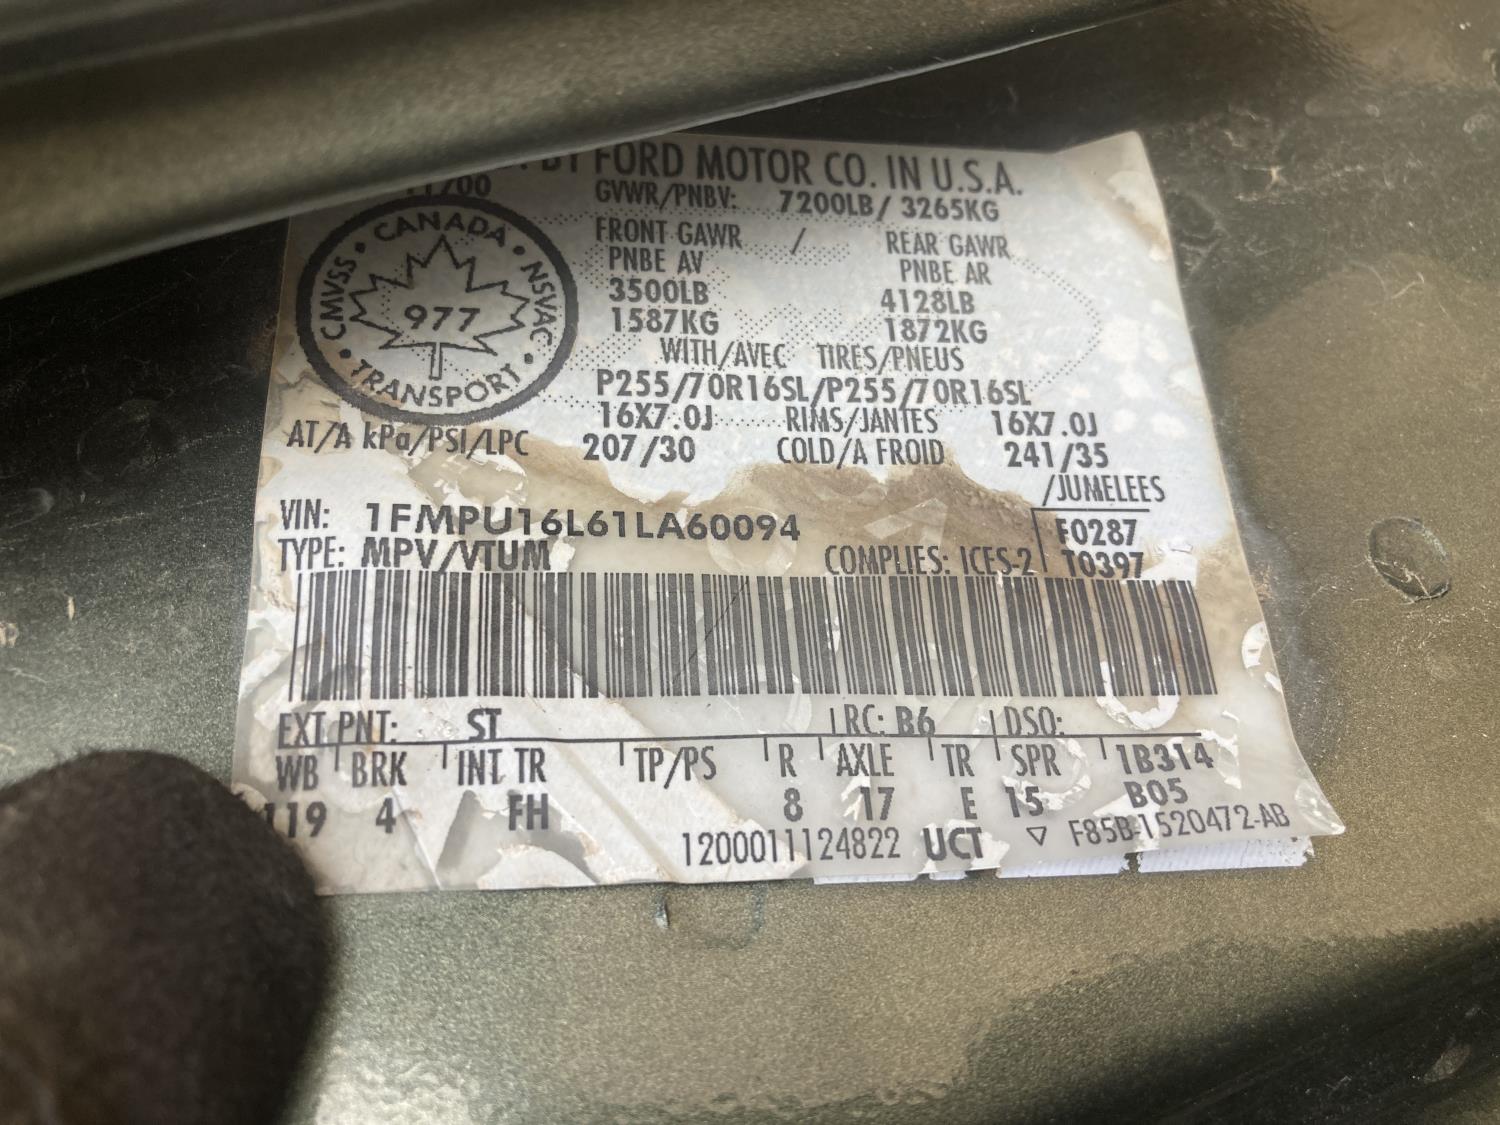 BY FORD MOTOR CO. IN U.S.A.
11/00
GVWR/PNBV: 7200LB/ 3265KG
CANADA
CMVSS
NSVAC
977
TRANSPORT
FRONT GAWR / REAR GAWR
PNBE AV PNBE AR
3500LB 4128LB
1587KG 1872KG
WITH/AVEC TIRES/PNEUS
P255/70R16SL/P255/70R16SL
16X7.0J RIMS/JANTES 16X7.0J
AT/A kPa/PSI/LPC 207/30 COLD/A FROID 241/35
/JUMELEES
VIN: 1FMPU16L61LA60094 F0287
TYPE: MPV/VTUM COMPLIES: ICES-2 T0397
EXT PNT: ST RC: B6 DSO:
WB BRK INT TR TP/PS R AXLE TR SPR 1B314
119 4 FH 8 17 E 15 B05
1200011124822 UCT ▽ F85B-1520472-AB